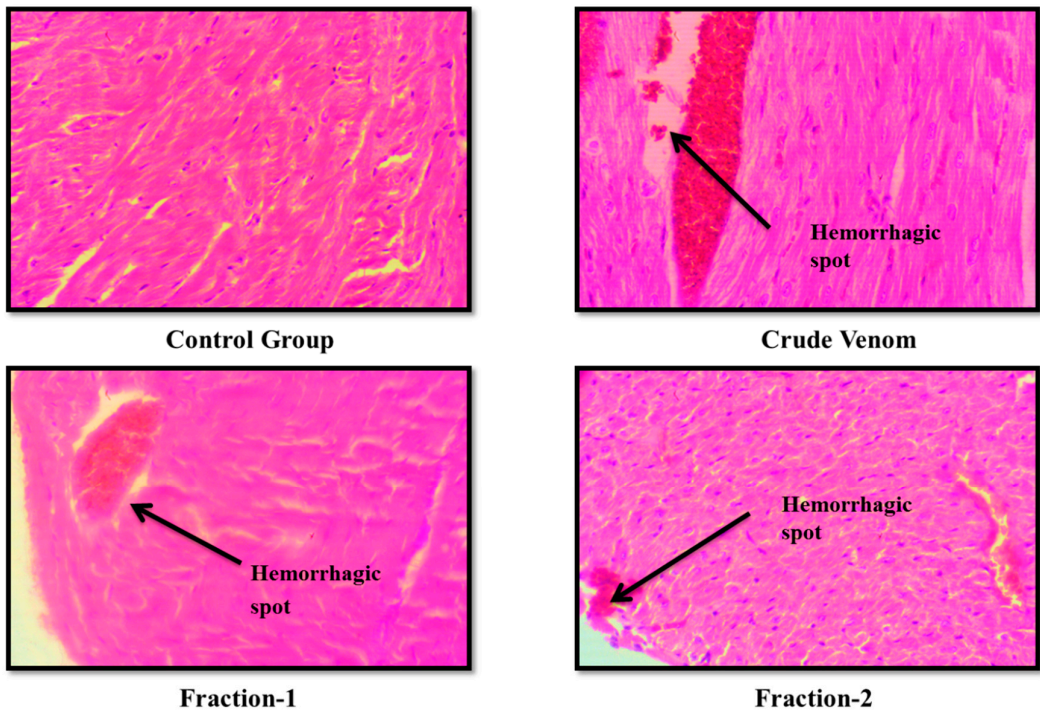 Hemorrhagic
spot
Control Group
Crude Venom
Hemorrhagic
spot
Hemorrhagic
spot
Fraction-1
Fraction-2